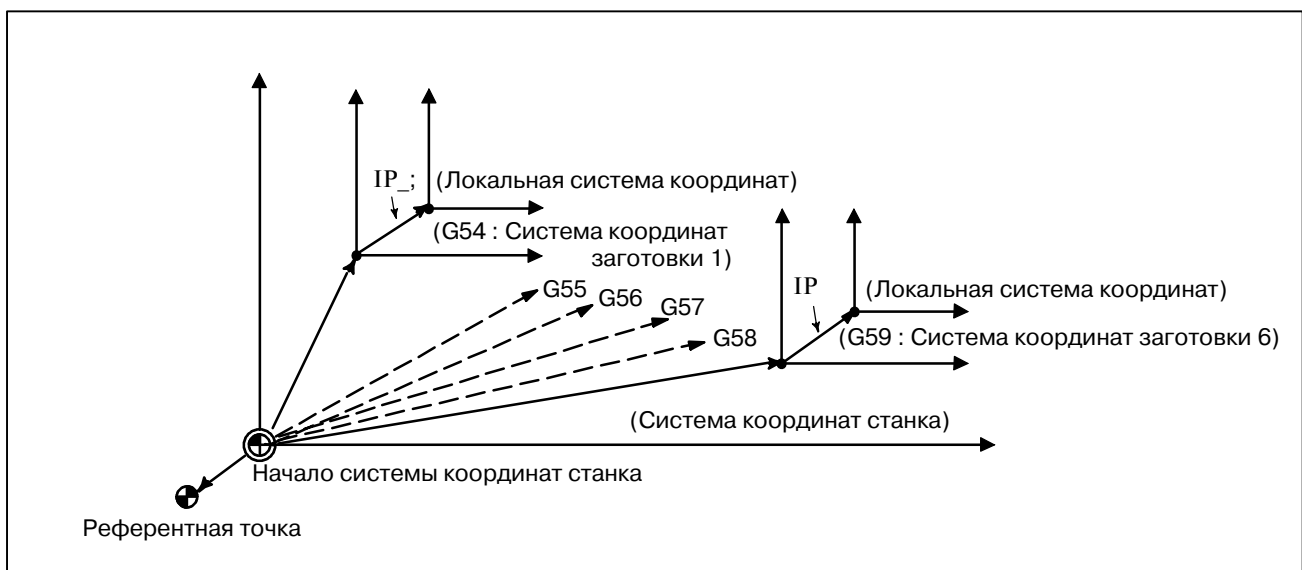 IP_;
(Локальная система координат)
(G54 : Система координат
заготовки 1)
G55
G56
G57
G58
IP
(Локальная система координат)
(G59 : Система координат заготовки 6)
(Система координат станка)
Начало системы координат станка
Референтная точка